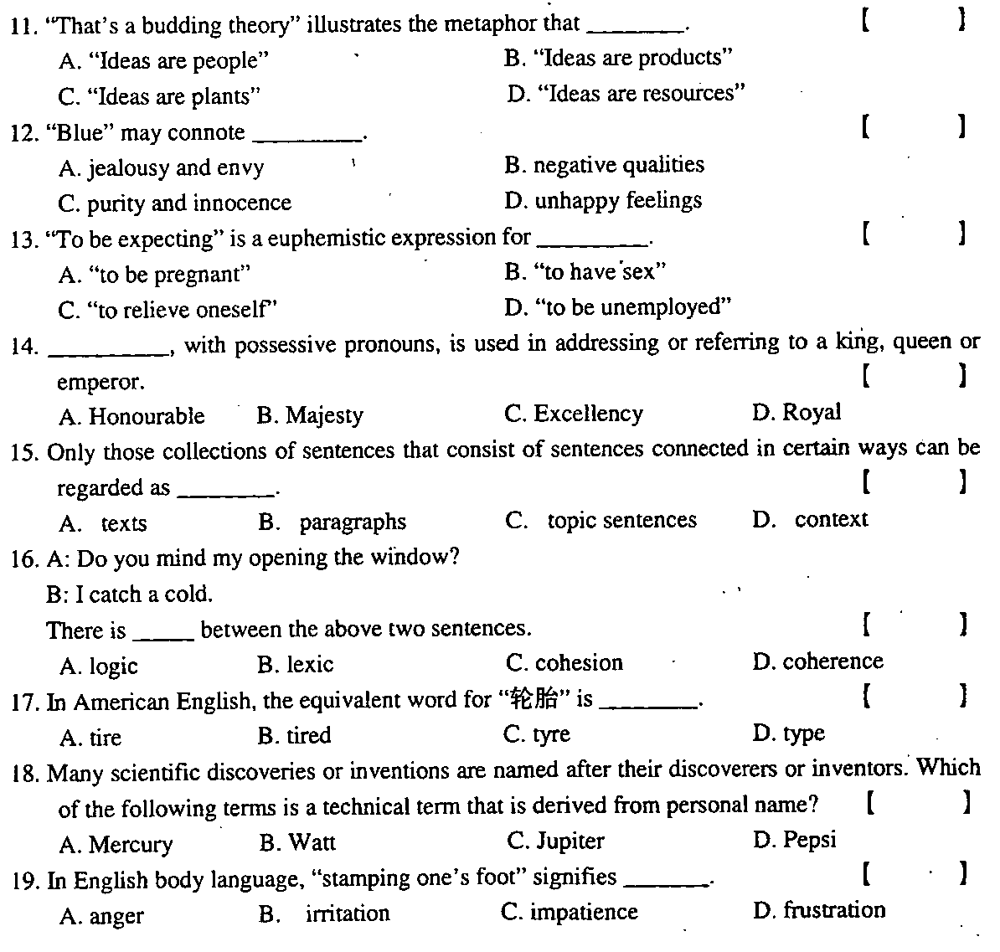 11. “That’s a budding theory” illustrates the metaphor that ________. 【 】
A. “Ideas are people” B. “Ideas are products”
C. “Ideas are plants” D. “Ideas are resources”
12. “Blue” may connote _________. 【 】
A. jealousy and envy B. negative qualities
C. purity and innocence D. unhappy feelings
13. “To be expecting” is a euphemistic expression for _________. 【 】
A. “to be pregnant” B. “to have sex”
C. “to relieve oneself” D. “to be unemployed”
14. __________, with possessive pronouns, is used in addressing or referring to a king, queen or
emperor. 【 】
A. Honourable B. Majesty C. Excellency D. Royal
15. Only those collections of sentences that consist of sentences connected in certain ways can be
regarded as ________. 【 】
A. texts B. paragraphs C. topic sentences D. context
16. A: Do you mind my opening the window?
B: I catch a cold.
There is _____ between the above two sentences. 【 】
A. logic B. lexic C. cohesion D. coherence
17. In American English, the equivalent word for “轮胎” is ________. 【 】
A. tire B. tired C. tyre D. type
18. Many scientific discoveries or inventions are named after their discoverers or inventors. Which
of the following terms is a technical term that is derived from personal name? 【 】
A. Mercury B. Watt C. Jupiter D. Pepsi
19. In English body language, “stamping one’s foot” signifies _______. 【 】
A. anger B. irritation C. impatience D. frustration